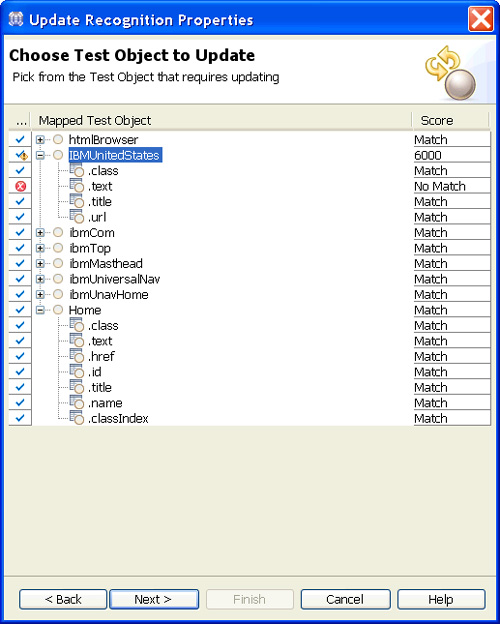 Update Recognition Properties
Choose Test Object to Update
Pick from the Test Object that requires updating
... Mapped Test Object Score
htmlBrowser Match
IBMUnitedStates 6000
.class Match
.text No Match
.title Match
.url Match
ibmCom Match
ibmTop Match
ibmMasthead Match
ibmUniversalNav Match
ibmUnavHome Match
Home Match
.class Match
.text Match
.href Match
.id Match
.title Match
.name Match
.classIndex Match
< Back Next > Finish Cancel Help